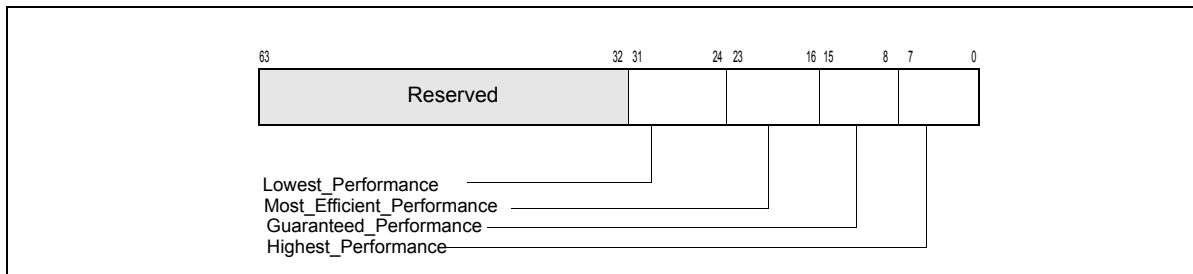 63 32 31 24 23 16 15 8 7 0
Reserved
Lowest_Performance
Most_Efficient_Performance
Guaranteed_Performance
Highest_Performance